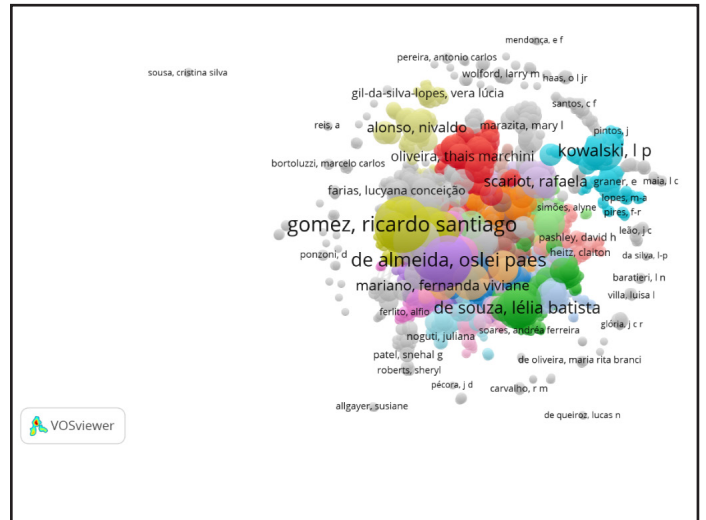 mendonça, e f
pereira, antonio carlos
sousa, cristina silva
wolford, larry m
haas, o l jr
gil-da-silva-lopes, vera lúcia
santos, c f
reis, a
alonso, nivaldo
marazita, mary l
pintos, j
oliveira, thais marchini
kowalski, l p
bortoluzzi, marcelo carlos
scariot, rafaela
graner, e
maia, l c
farias, lucyana conceição
lopes, m-a
simões, alyne
pires, f-r
gomez, ricardo santiago
leão, j c
pashley, david h
ponzoni, d
de almeida, oslei paes
heitz, claiton
da silva, l-p
baratieri, l n
mariano, fernanda viviane
villa, luisa l
ferlito, alfio
de souza, lélia batista
glória, j c r
noguti, juliana
soares, andréa ferreira
patel, snehal g
de oliveira, maria rita branci
roberts, sheryl
pécora, j d
carvalho, r m
allgayer, susiane
de queiroz, lucas n
VOSviewer